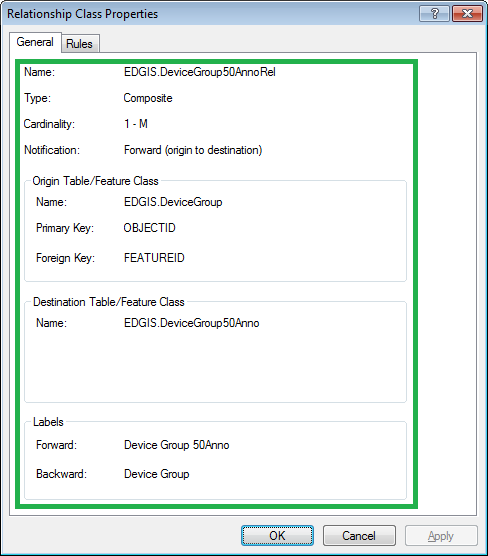 Relationship Class Properties
General Rules
Name: EDGIS.DeviceGroup50AnnoRel
Type: Composite
Cardinality: 1 - M
Notification: Forward (origin to destination)
Origin Table/Feature Class
Name: EDGIS.DeviceGroup
Primary Key: OBJECTID
Foreign Key: FEATUREID
Destination Table/Feature Class
Name: EDGIS.DeviceGroup50Anno
Labels
Forward: Device Group 50Anno
Backward: Device Group
OK Cancel Apply